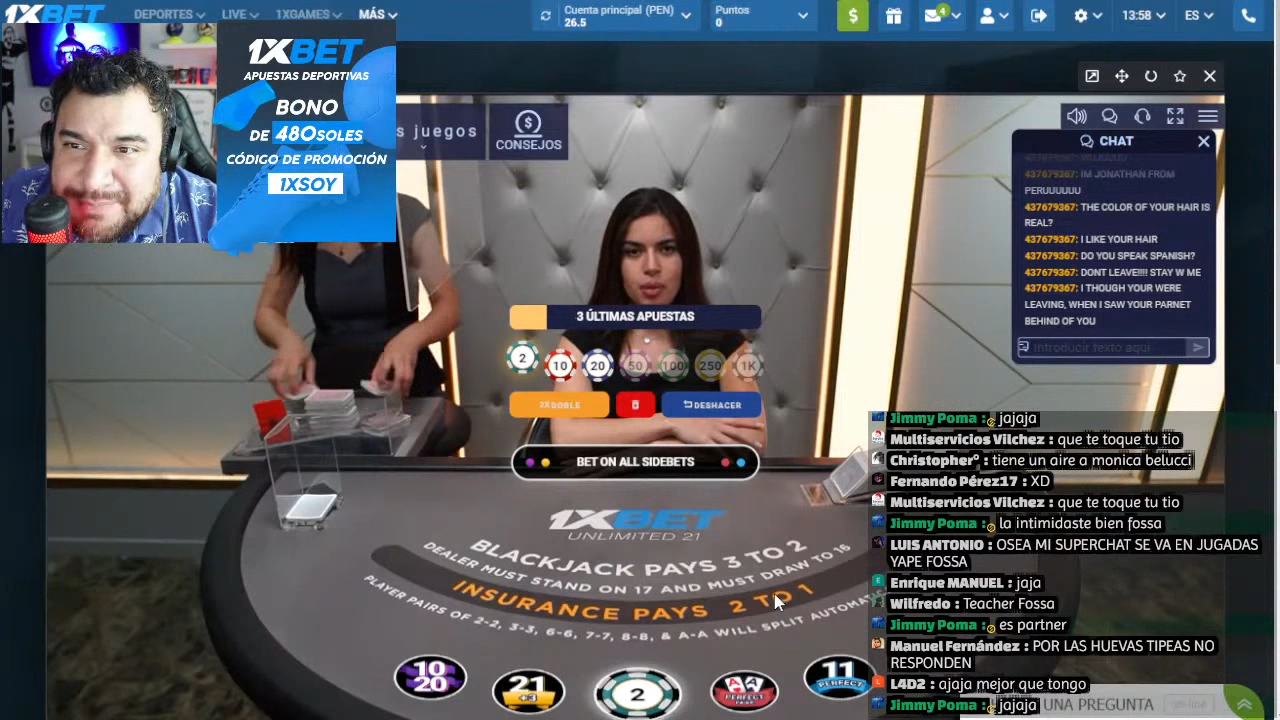 1XBET
DEPORTES
LIVE
1XGAMES
MÁS
Cuenta principal (PEN)
26.5
Puntos
0
$
4
13:58
ES
1XBET
APUESTAS DEPORTIVAS
BONO
DE 480SOLES
CÓDIGO DE PROMOCIÓN
1XSOY
s juegos
CONSEJOS
CHAT
437679367: IM JONATHAN FROM
PERUUUUUU
437679367: THE COLOR OF YOUR HAIR IS
REAL?
437679367: I LIKE YOUR HAIR
437679367: DO YOU SPEAK SPANISH?
437679367: DONT LEAVE!!!! STAY W ME
437679367: I THOUGH YOUR WERE
LEAVING, WHEN I SAW YOUR PARNET
BEHIND OF YOU
Introducir texto aquí
3 ÚLTIMAS APUESTAS
2
10
20
50
100
250
1K
2X DOBLE
DESHACER
BET ON ALL SIDEBETS
1XBET
UNLIMITED 21
BLACKJACK PAYS 3 TO 2
DEALER MUST STAND ON 17 AND MUST DRAW TO 16
INSURANCE PAYS 2 TO 1
PLAYER PAIRS OF 2-2, 3-3, 6-6, 7-7, 8-8, & A-A WILL SPLIT AUTOMATIC
10
20
21
+3
2
A A
PERFECT
PAIR
11
PERFECT
Jimmy Poma : jajaja
Multiservicios Vilchez : que te toque tu tio
Christopher° : tiene un aire a monica belucci
Fernando Pérez17 : XD
Multiservicios Vilchez : que te toque tu tio
Jimmy Poma : la intimidaste bien fossa
LUIS ANTONIO : OSEA MI SUPERCHAT SE VA EN JUGADAS
YAPE FOSSA
Enrique MANUEL : jaja
Wilfredo : Teacher Fossa
Jimmy Poma : es partner
Manuel Fernández : POR LAS HUEVAS TIPEAS NO
RESPONDEN
L4D2 : ajaja mejor que tongo
Jimmy Poma : jajaja
UNA PREGUNTA
on-line